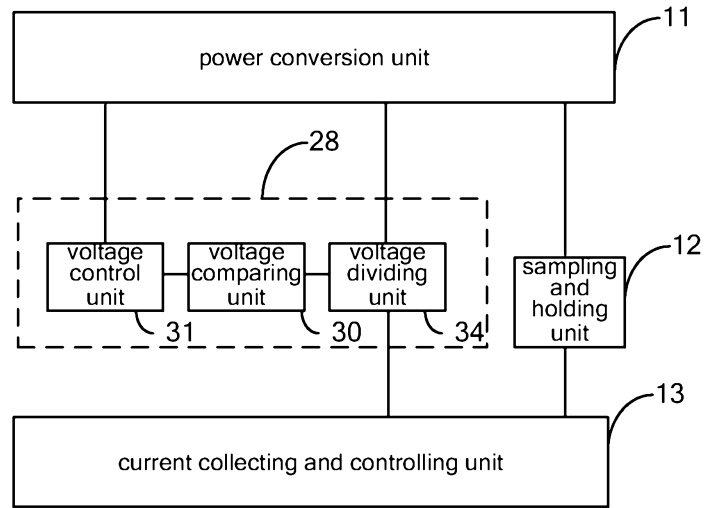 11
power conversion unit
28
voltage
control
unit
voltage
comparing
unit
voltage
dividing
unit
sampling
and
holding
unit
12
31
30
34
13
current collecting and controlling unit